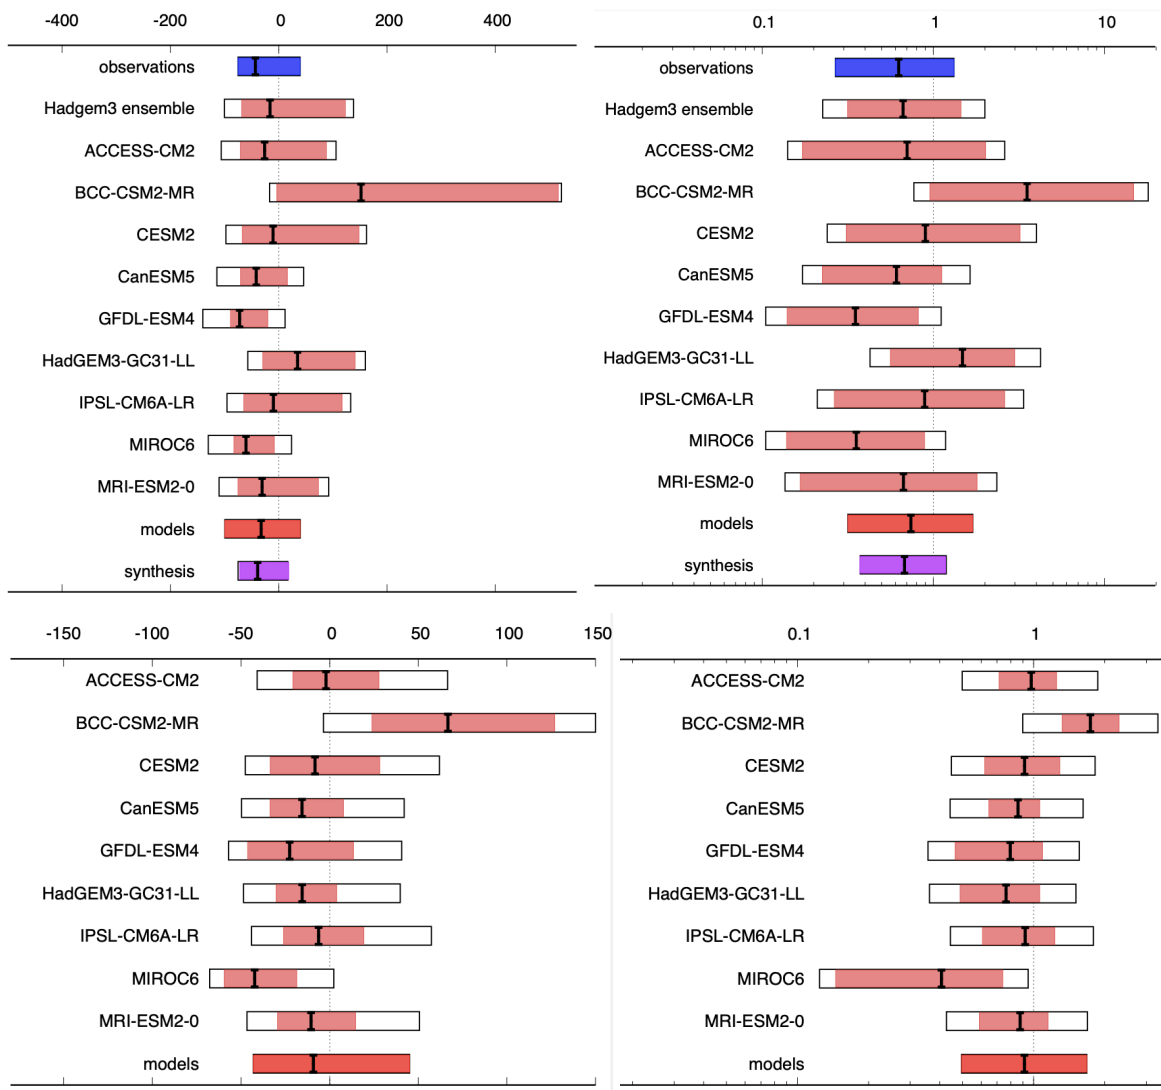 -400 -200 0 200 400
observations
Hadgem3 ensemble
ACCESS-CM2
BCC-CSM2-MR
CESM2
CanESM5
GFDL-ESM4
HadGEM3-GC31-LL
IPSL-CM6A-LR
MIROC6
MRI-ESM2-0
models
synthesis
0.1 1 10
observations
Hadgem3 ensemble
ACCESS-CM2
BCC-CSM2-MR
CESM2
CanESM5
GFDL-ESM4
HadGEM3-GC31-LL
IPSL-CM6A-LR
MIROC6
MRI-ESM2-0
models
synthesis
-150 -100 -50 0 50 100 150
ACCESS-CM2
BCC-CSM2-MR
CESM2
CanESM5
GFDL-ESM4
HadGEM3-GC31-LL
IPSL-CM6A-LR
MIROC6
MRI-ESM2-0
models
0.1 1
ACCESS-CM2
BCC-CSM2-MR
CESM2
CanESM5
GFDL-ESM4
HadGEM3-GC31-LL
IPSL-CM6A-LR
MIROC6
MRI-ESM2-0
models